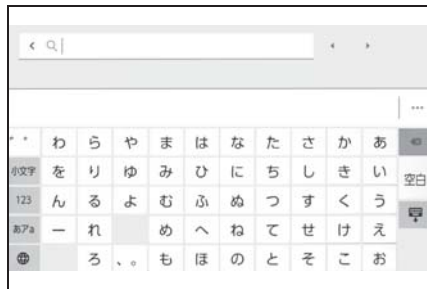 …
゛゜ わ ら や ま は な た さ か あ
小文字 を り ゆ み ひ に ち し き い 空白
123 ん る よ む ふ ぬ つ す く う
あアa ー れ め へ ね て せ け え
ろ 、。 も ほ の と そ こ お